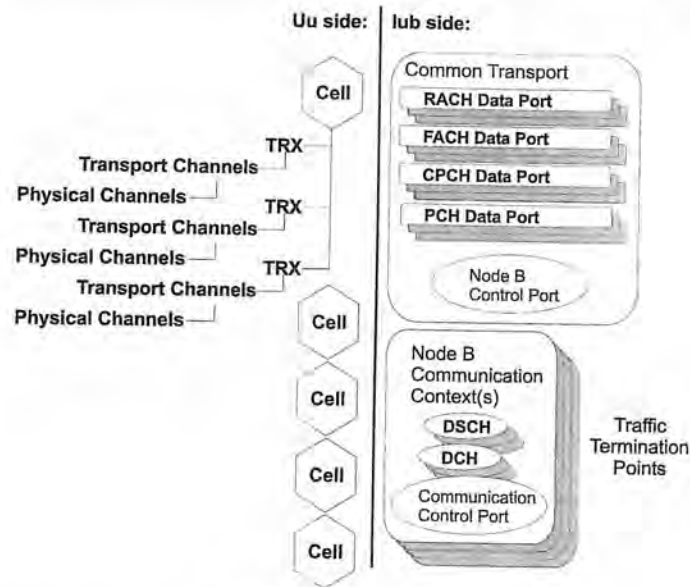 Uu side:
Iub side:
Cell
TRX
Transport Channels
Physical Channels
TRX
Transport Channels
Physical Channels
TRX
Transport Channels
Physical Channels
Cell
Cell
Cell
Cell
Common Transport
RACH Data Port
FACH Data Port
CPCH Data Port
PCH Data Port
Node B
Control Port
Node B
Communication
Context(s)
DSCH
DCH
Communication
Control Port
Traffic
Termination
Points